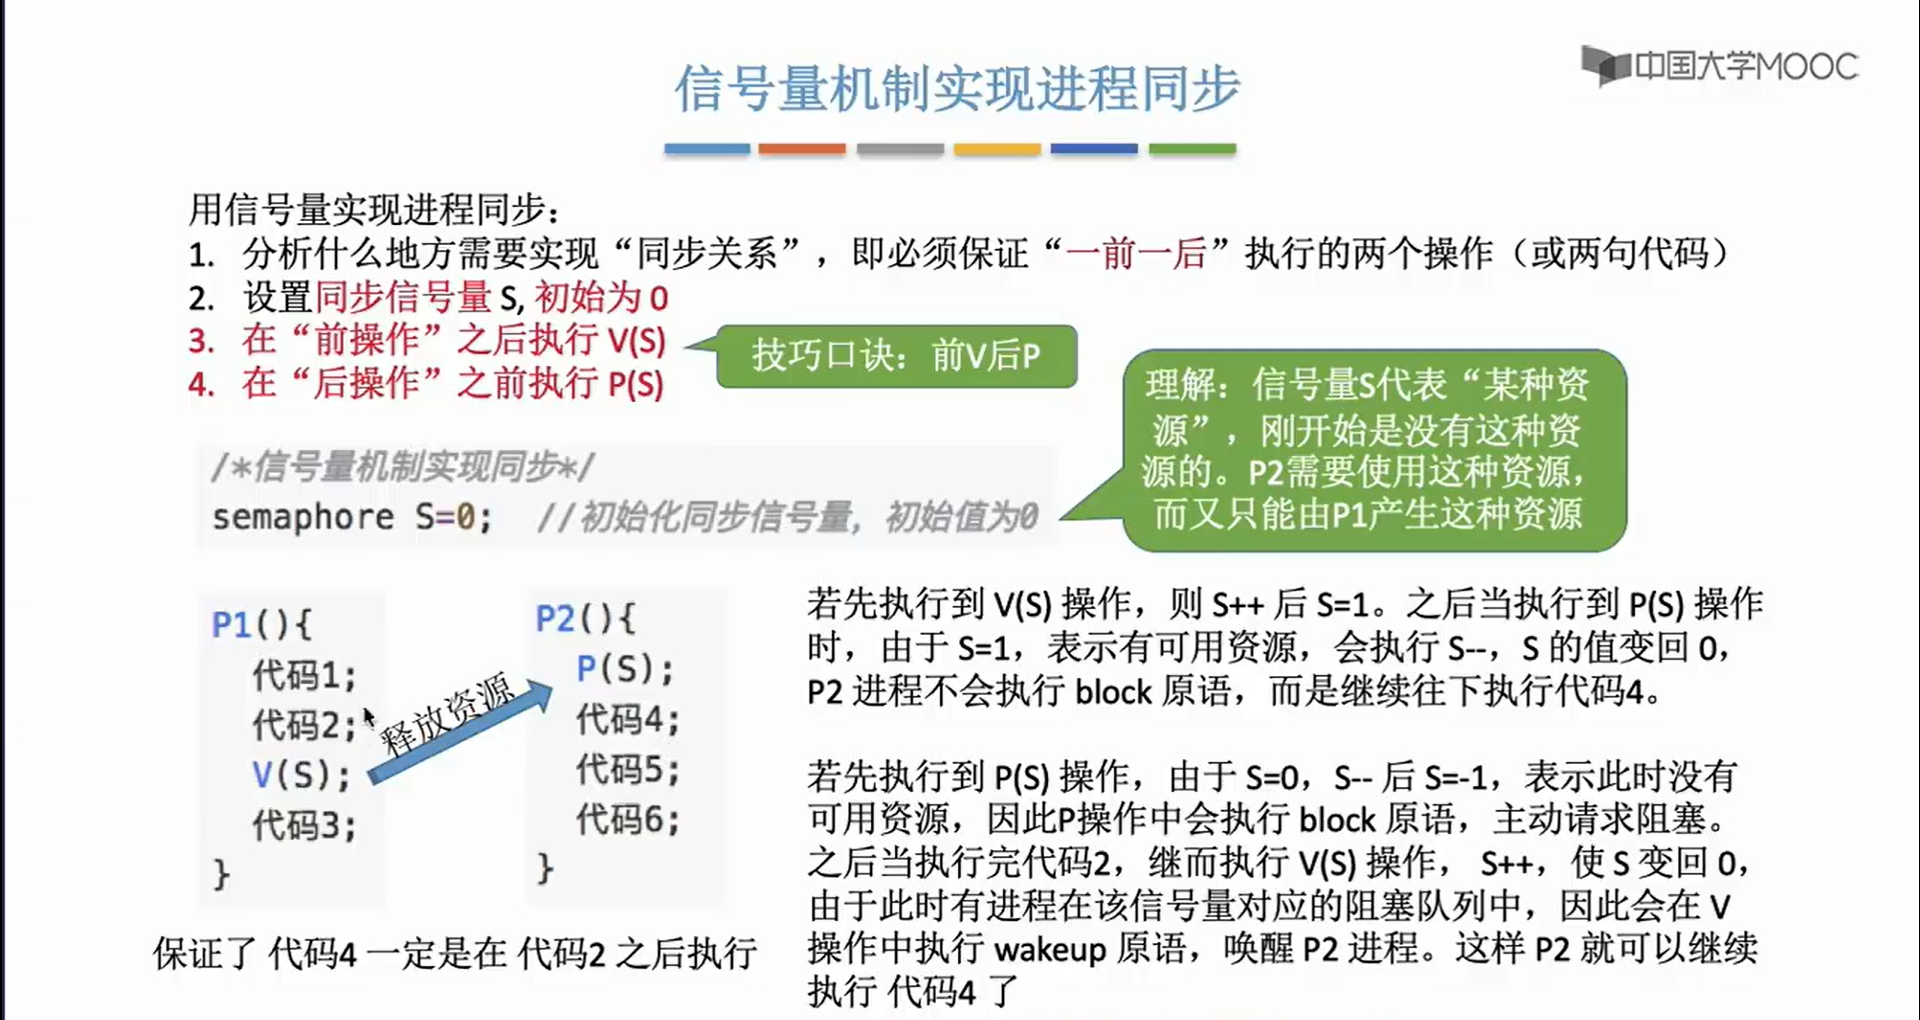 中国大学MOOC
信号量机制实现进程同步
用信号量实现进程同步：
1. 分析什么地方需要实现“同步关系”，即必须保证“一前一后”执行的两个操作（或两句代码）
2. 设置同步信号量 S, 初始为 0
3. 在“前操作”之后执行 V(S)
4. 在“后操作”之前执行 P(S)
技巧口诀：前V后P
理解：信号量S代表“某种资
源”，刚开始是没有这种资
源的。P2需要使用这种资源，
而又只能由P1产生这种资源
/*信号量机制实现同步*/
semaphore S=0; //初始化同步信号量，初始值为0
P1(){
代码1;
代码2;
V(S);
代码3;
}
释放资源
P2(){
P(S);
代码4;
代码5;
代码6;
}
保证了 代码4 一定是在 代码2 之后执行
若先执行到 V(S) 操作，则 S++ 后 S=1。之后当执行到 P(S) 操作
时，由于 S=1，表示有可用资源，会执行 S--，S 的值变回 0，
P2 进程不会执行 block 原语，而是继续往下执行代码4。
若先执行到 P(S) 操作，由于 S=0，S-- 后 S=-1，表示此时没有
可用资源，因此P操作中会执行 block 原语，主动请求阻塞。
之后当执行完代码2，继而执行 V(S) 操作， S++，使 S 变回 0，
由于此时有进程在该信号量对应的阻塞队列中，因此会在 V
操作中执行 wakeup 原语，唤醒 P2 进程。这样 P2 就可以继续
执行 代码4 了